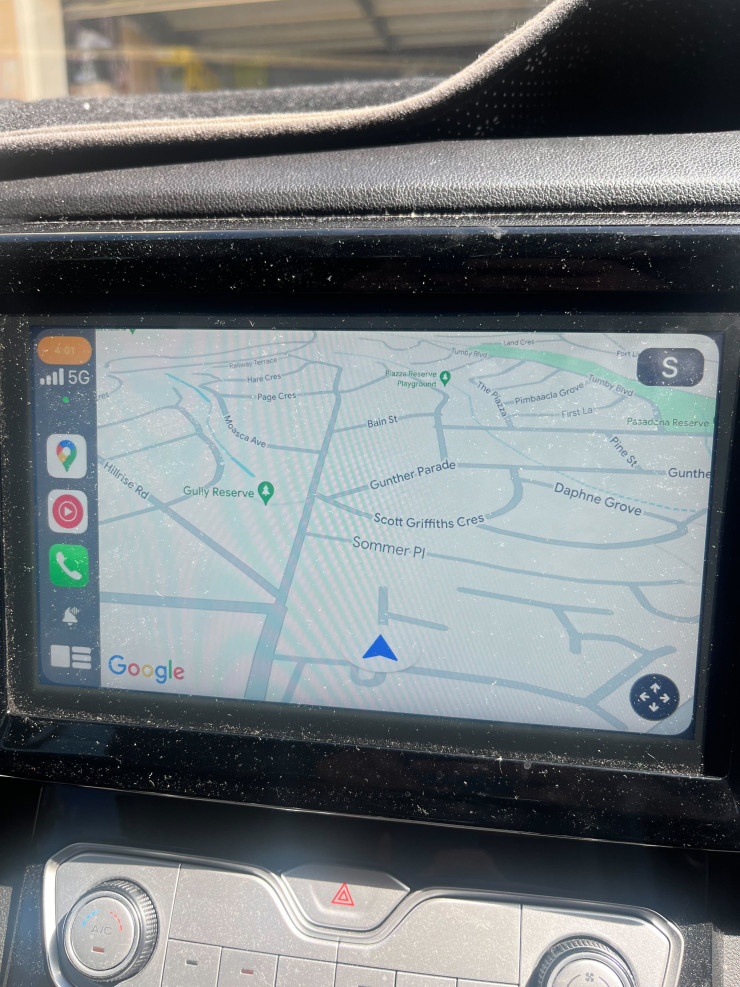 4:01
5G
S
Land Cres
Tumby Blvd
Railway Terrace
Hare Cres
Page Cres
Piazza Reserve
Playground
The Piazza
Pimbaacla Grove
Tumby Blvd
First La
Pasadena Reserve
Bain St
Moasca Ave
Pine St
Hillrise Rd
Gully Reserve
Gunther Parade
Gunthe
Daphne Grove
Scott Griffiths Cres
Sommer Pl
Google
A/C